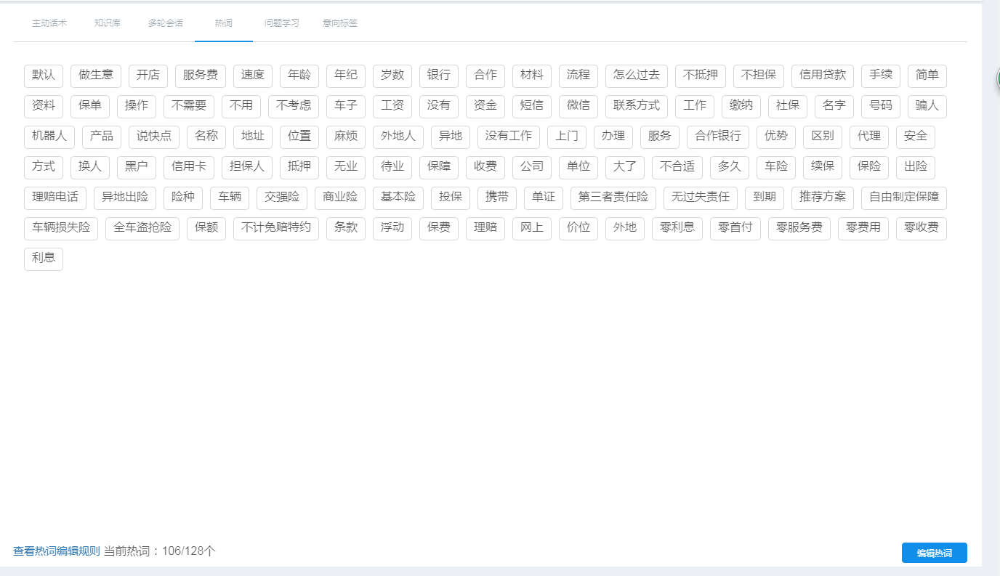 主动话术 知识库 多轮会话 热词 问题学习 意向标签
默认 做生意 开店 服务费 速度 年龄 年纪 岁数 银行 合作 材料 流程 怎么过去 不抵押 不担保 信用贷款 手续 简单
资料 保单 操作 不需要 不用 不考虑 车子 工资 没有 资金 短信 微信 联系方式 工作 缴纳 社保 名字 号码 骗人
机器人 产品 说快点 名称 地址 位置 麻烦 外地人 异地 没有工作 上门 办理 服务 合作银行 优势 区别 代理 安全
方式 换人 黑户 信用卡 担保人 抵押 无业 待业 保障 收费 公司 单位 大了 不合适 多久 车险 续保 保险 出险
理赔电话 异地出险 险种 车辆 交强险 商业险 基本险 投保 携带 单证 第三者责任险 无过失责任 到期 推荐方案 自由制定保障
车辆损失险 全车盗抢险 保额 不计免赔特约 条款 浮动 保费 理赔 网上 价位 外地 零利息 零首付 零服务费 零费用 零收费
利息
查看热词编辑规则 当前热词：106/128个 编辑热词